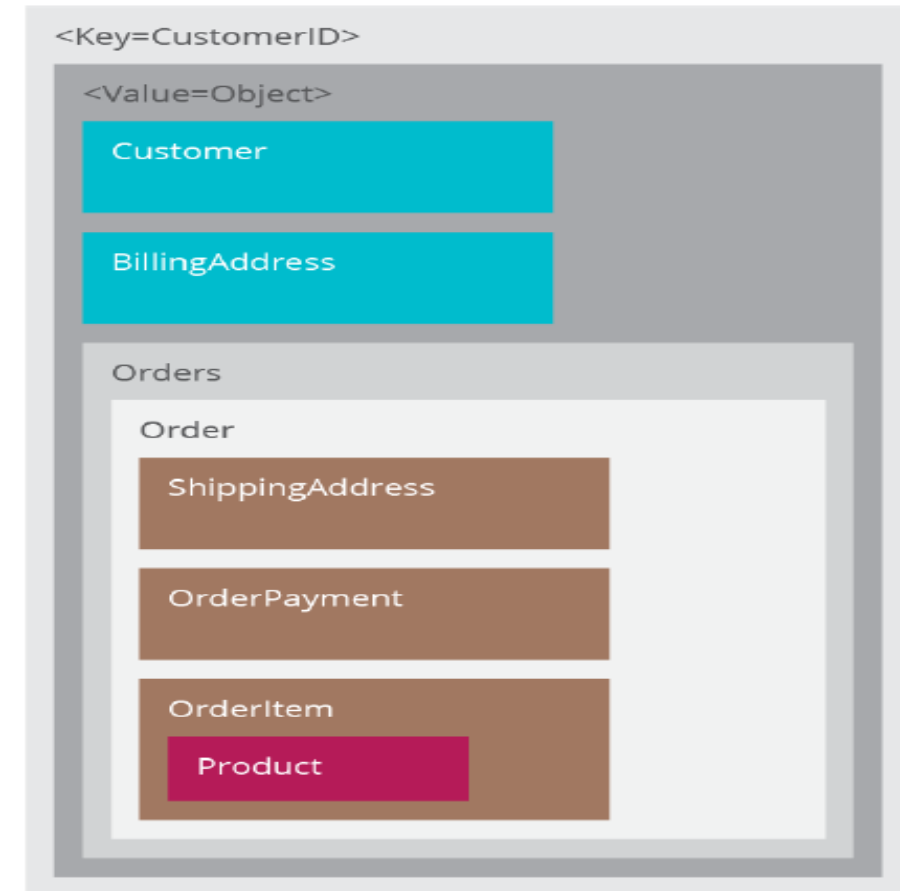 <Key=CustomerID>
<Value=Object>
Customer
BillingAddress
Orders
Order
ShippingAddress
OrderPayment
OrderItem
Product